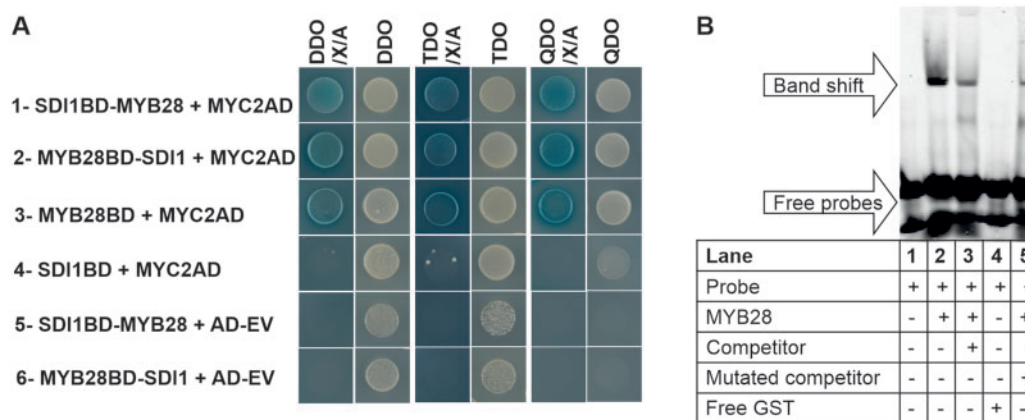 A
DDO /X/A
DDO
TDO /X/A
TDO
QDO /X/A
QDO
1- SDI1BD-MYB28 + MYC2AD
2- MYB28BD-SDI1 + MYC2AD
3- MYB28BD + MYC2AD
4- SDI1BD + MYC2AD
5- SDI1BD-MYB28 + AD-EV
6- MYB28BD-SDI1 + AD-EV
B
Band shift
Free probes
Lane 1 2 3 4 5
Probe + + + +
MYB28 - + + -
Competitor - - + -
Mutated competitor - - - -
Free GST - - - +